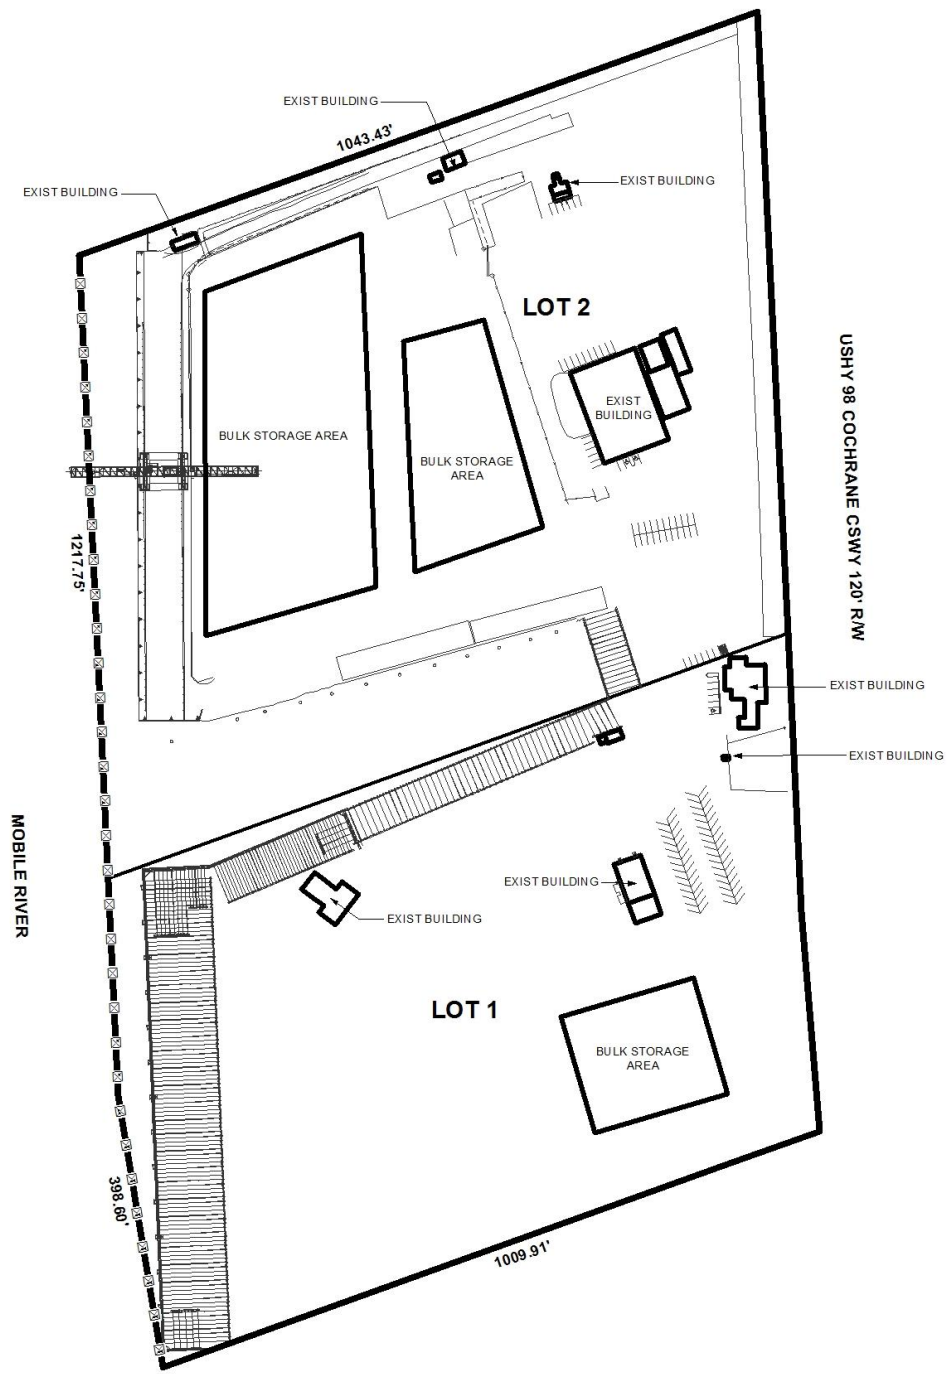 EXIST BUILDING
1043.43'
EXIST BUILDING
EXIST BUILDING
LOT 2
USHY 98 COCHRANE CSWY 120' R/W
EXIST
BUILDING
BULK STORAGE AREA
BULK STORAGE
AREA
1217.75'
EXIST BUILDING
EXIST BUILDING
MOBILE RIVER
EXIST BUILDING
EXIST BUILDING
LOT 1
BULK STORAGE
AREA
398.60'
1009.91'